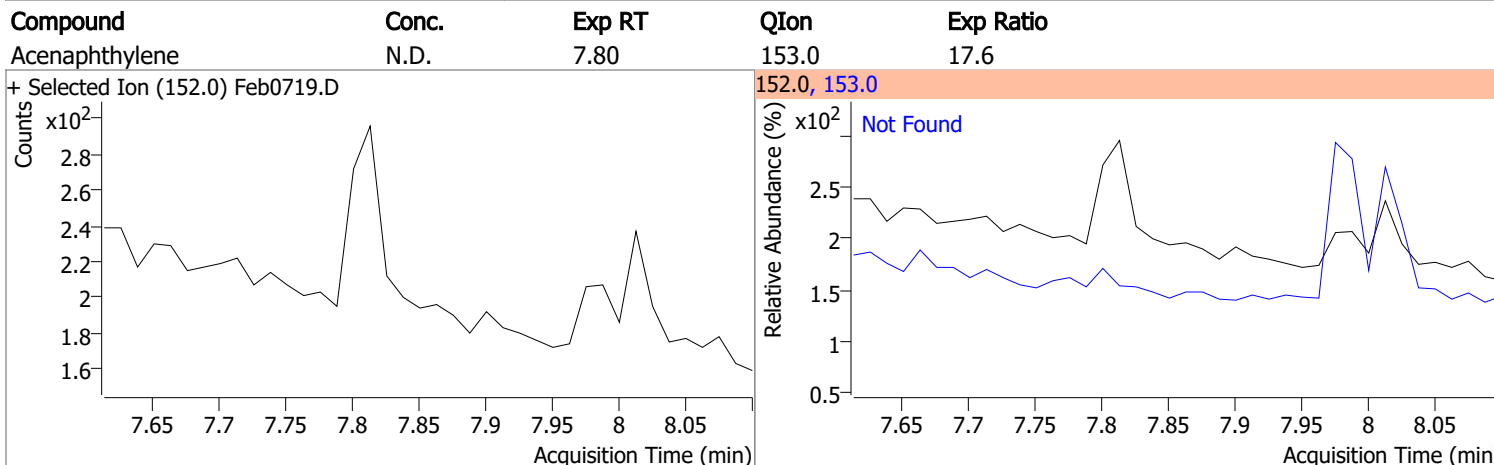 Compound Conc. Exp RT QIon Exp Ratio
Acenaphthylene N.D. 7.80 153.0 17.6
+ Selected Ion (152.0) Feb0719.D
Counts
x10²
2.8
2.6
2.4
2.2
2
1.8
1.6
7.65 7.7 7.75 7.8 7.85 7.9 7.95 8 8.05
Acquisition Time (min)
152.0, 153.0
Relative Abundance (%)
x10²
Not Found
2.5
2
1.5
1
0.5
7.65 7.7 7.75 7.8 7.85 7.9 7.95 8 8.05
Acquisition Time (min